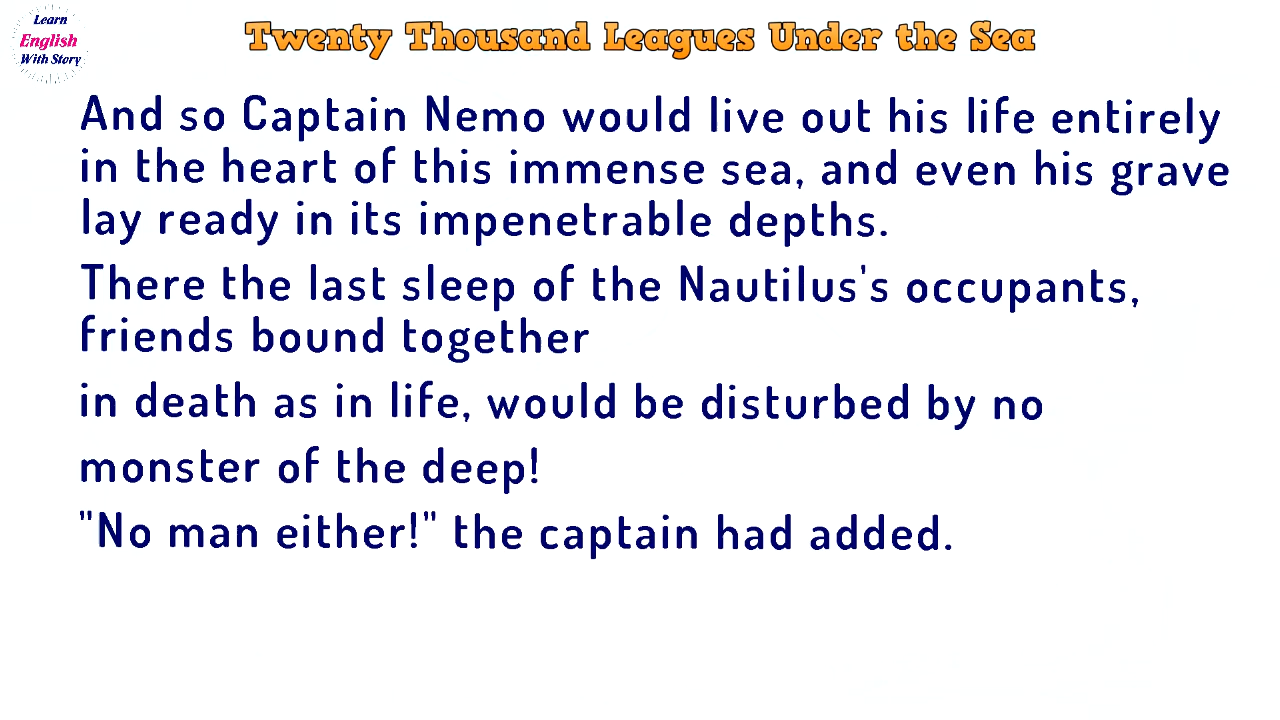 Learn
English
With Story
Twenty Thousand Leagues Under the Sea
And so Captain Nemo would live out his life entirely
in the heart of this immense sea, and even his grave
lay ready in its impenetrable depths.
There the last sleep of the Nautilus's occupants,
friends bound together
in death as in life, would be disturbed by no
monster of the deep!
"No man either!" the captain had added.